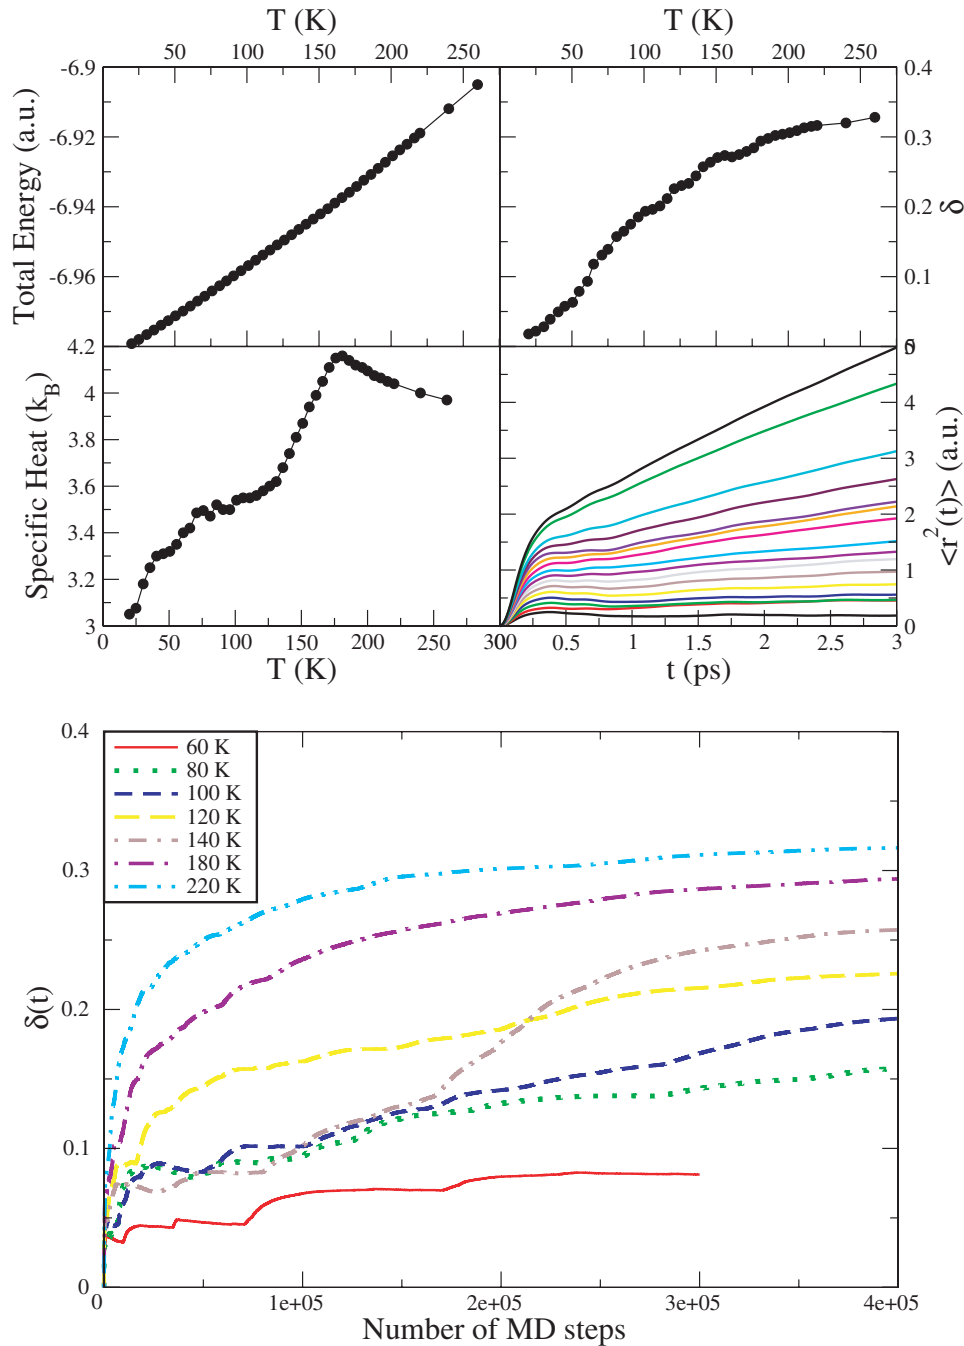 T (K)
T (K)
50 100 150 200 250
50 100 150 200 250
-6.9
-6.92
-6.94
-6.96
Total Energy (a.u.)
0.4
0.3
0.2
0.1
0
δ
4.2
4
3.8
3.6
3.4
3.2
3
Specific Heat (k_B)
5
4
3
2
1
0
<r²(t)> (a.u.)
0 50 100 150 200 250 300
0 0.5 1 1.5 2 2.5 3
T (K)
t (ps)
0.4
0.3
0.2
0.1
0
δ(t)
60 K
80 K
100 K
120 K
140 K
180 K
220 K
0 1e+05 2e+05 3e+05 4e+05
Number of MD steps